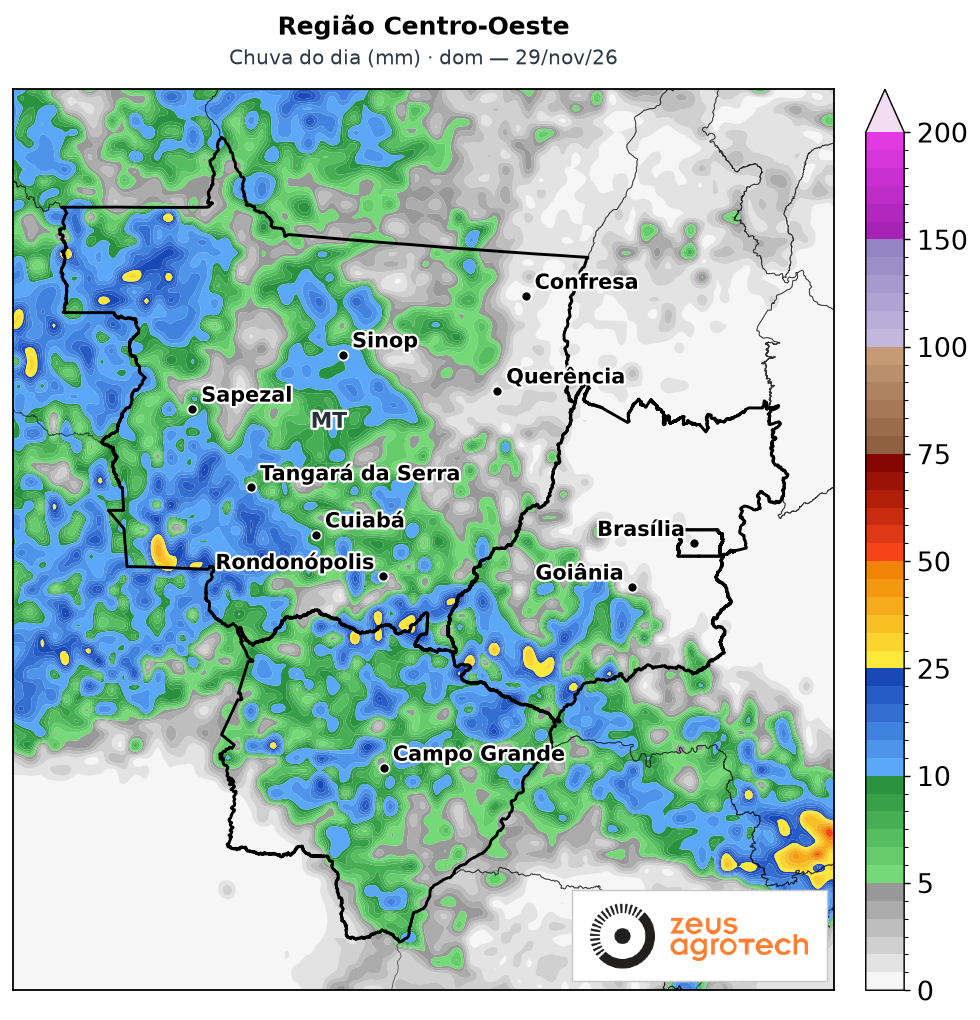 Região Centro-Oeste
Chuva do dia (mm) · dom — 29/nov/26
200
150
100
75
50
25
10
5
0
Confresa
Sinop
Querência
Sapezal
MT
Tangará da Serra
Cuiabá
Brasília
Rondonópolis
Goiânia
Campo Grande
zeus
agrotech